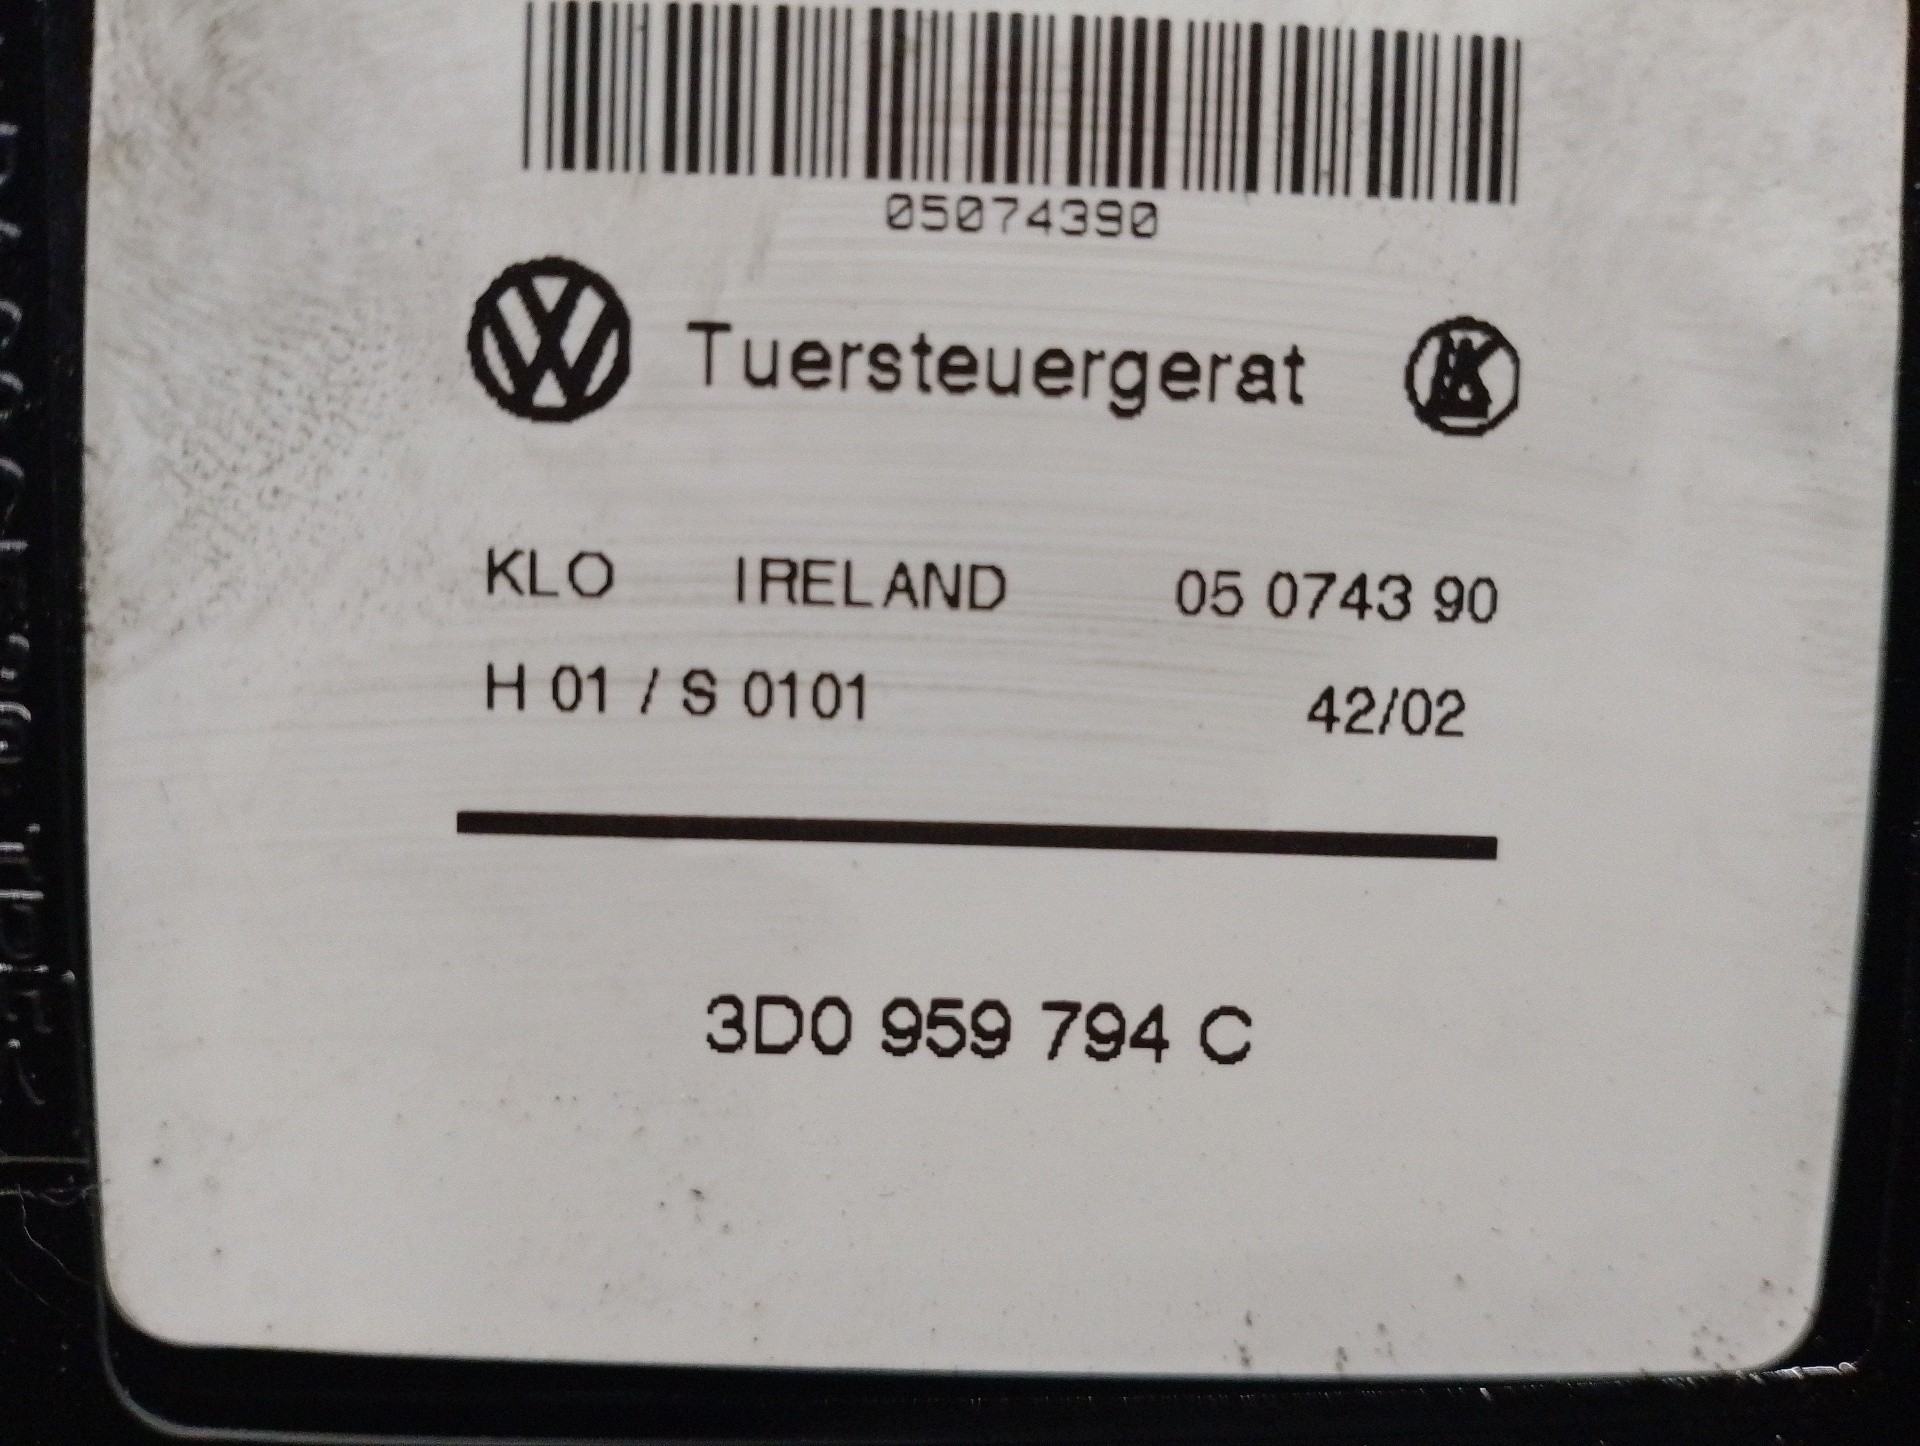 05074390
Tuersteuergerat
KLO IRELAND 05 0743 90
H 01 / S 0101 42/02
3D0 959 794 C